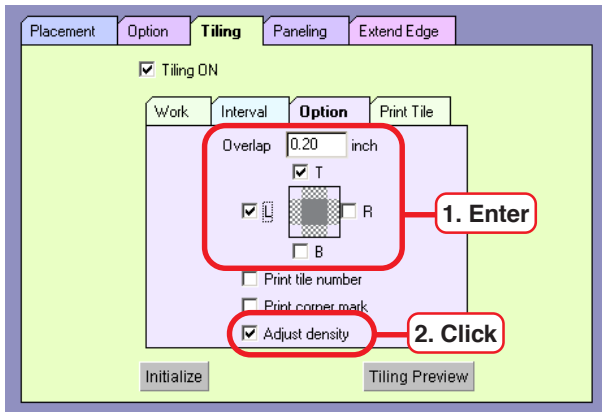 Placement Option Tiling Paneling Extend Edge
Tiling ON
Work Interval Option Print Tile
Overlap 0.20 inch
T
L R
1. Enter
B
Print tile number
Print corner mark
Adjust density
2. Click
Initialize Tiling Preview